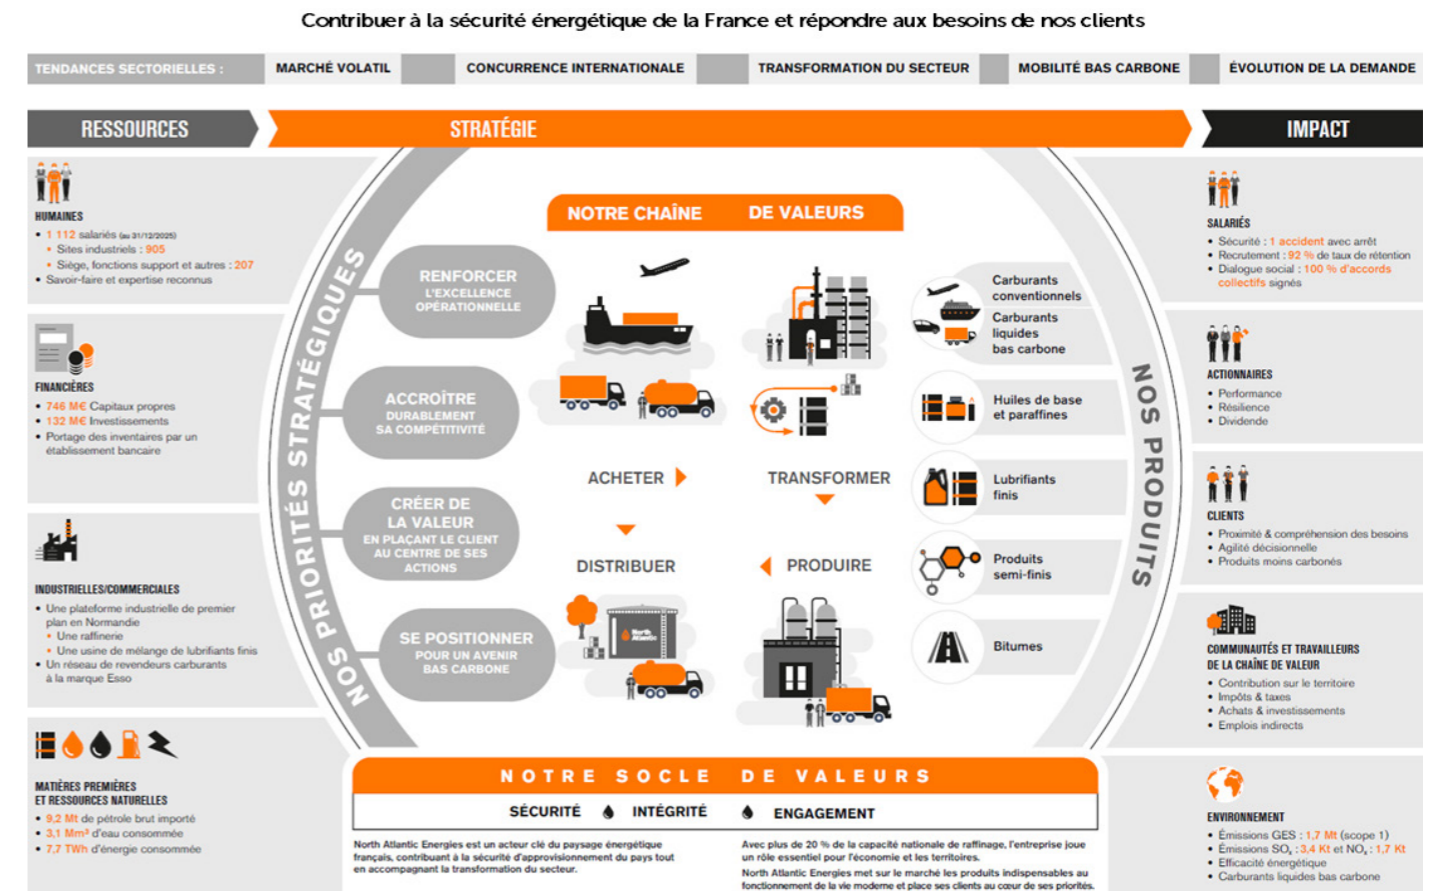 Contribuer à la sécurité énergétique de la France et répondre aux besoins de nos clients
TENDANCES SECTORIELLES :
MARCHÉ VOLATIL
CONCURRENCE INTERNATIONALE
TRANSFORMATION DU SECTEUR
MOBILITÉ BAS CARBONE
ÉVOLUTION DE LA DEMANDE
RESSOURCES
STRATÉGIE
IMPACT
HUMAINES
• 1 112 salariés (au 31/12/2025)
• Sites industriels : 905
• Siège, fonctions support et autres : 207
• Savoir-faire et expertise reconnus
FINANCIÈRES
• 746 M€ Capitaux propres
• 132 M€ Investissements
• Portage des inventaires par un
établissement bancaire
INDUSTRIELLES/COMMERCIALES
• Une plateforme industrielle de premier
plan en Normandie
• Une raffinerie
• Une usine de mélange de lubrifiants finis
• Un réseau de revendeurs carburants
à la marque Esso
MATIÈRES PREMIÈRES
ET RESSOURCES NATURELLES
• 9,2 Mt de pétrole brut importé
• 3,1 Mm³ d'eau consommée
• 7,7 TWh d'énergie consommée
NOS PRIORITÉS STRATÉGIQUES
RENFORCER
L'EXCELLENCE
OPÉRATIONNELLE
ACCROÎTRE
DURABLEMENT
SA COMPÉTITIVITÉ
CRÉER DE
LA VALEUR
EN PLAÇANT LE CLIENT
AU CENTRE DE SES
ACTIONS
SE POSITIONNER
POUR UN AVENIR
BAS CARBONE
NOTRE CHAÎNE DE VALEURS
ACHETER
TRANSFORMER
DISTRIBUER
PRODUIRE
North
Atlantic
Carburants
conventionnels
Carburants
liquides
bas carbone
Huiles de base
et paraffines
Lubrifiants
finis
Produits
semi-finis
Bitumes
NOS PRODUITS
NOTRE SOCLE DE VALEURS
SÉCURITÉ
INTÉGRITÉ
ENGAGEMENT
North Atlantic Energies est un acteur clé du paysage énergétique
français, contribuant à la sécurité d'approvisionnement du pays tout
en accompagnant la transformation du secteur.
Avec plus de 20 % de la capacité nationale de raffinage, l'entreprise joue
un rôle essentiel pour l'économie et les territoires.
North Atlantic Energies met sur le marché les produits indispensables au
fonctionnement de la vie moderne et place ses clients au cœur de ses priorités.
SALARIÉS
• Sécurité : 1 accident avec arrêt
• Recrutement : 92 % de taux de rétention
• Dialogue social : 100 % d'accords
collectifs signés
ACTIONNAIRES
• Performance
• Résilience
• Dividende
CLIENTS
• Proximité & compréhension des besoins
• Agilité décisionnelle
• Produits moins carbonés
COMMUNAUTÉS ET TRAVAILLEURS
DE LA CHAÎNE DE VALEUR
• Contribution sur le territoire
• Impôts & taxes
• Achats & investissements
• Emplois indirects
ENVIRONNEMENT
• Émissions GES : 1,7 Mt (scope 1)
• Émissions SOₓ : 3,4 Kt et NOₓ : 1,7 Kt
• Efficacité énergétique
• Carburants liquides bas carbone